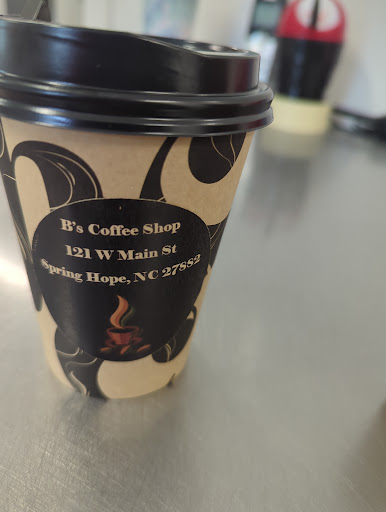 B's Coffee Shop
121 W Main St
Spring Hope, NC 27882